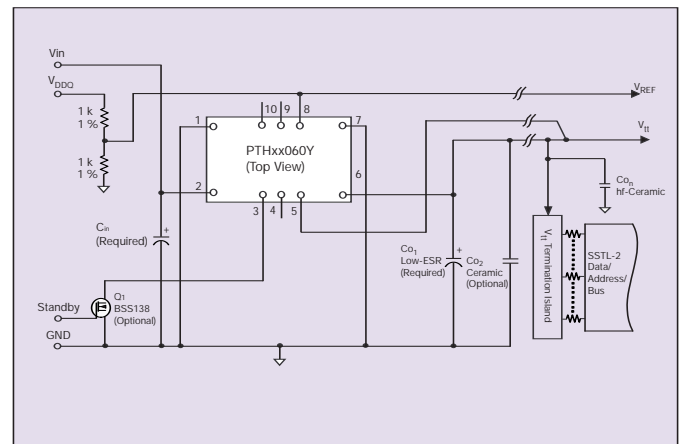 Vin
VDDQ
1 k
1 %
1 k
1 %
10 9 8
1
7
PTHxx060Y
(Top View)
6
2
3 4 5
VREF
Vtt
Con
hf-Ceramic
Cin
(Required)
+
Co1
Low-ESR
(Required)
+
Co2
Ceramic
(Optional)
Vtt Termination Island
SSTL-2
Data/
Address/
Bus
Q1
BSS138
(Optional)
Standby
GND